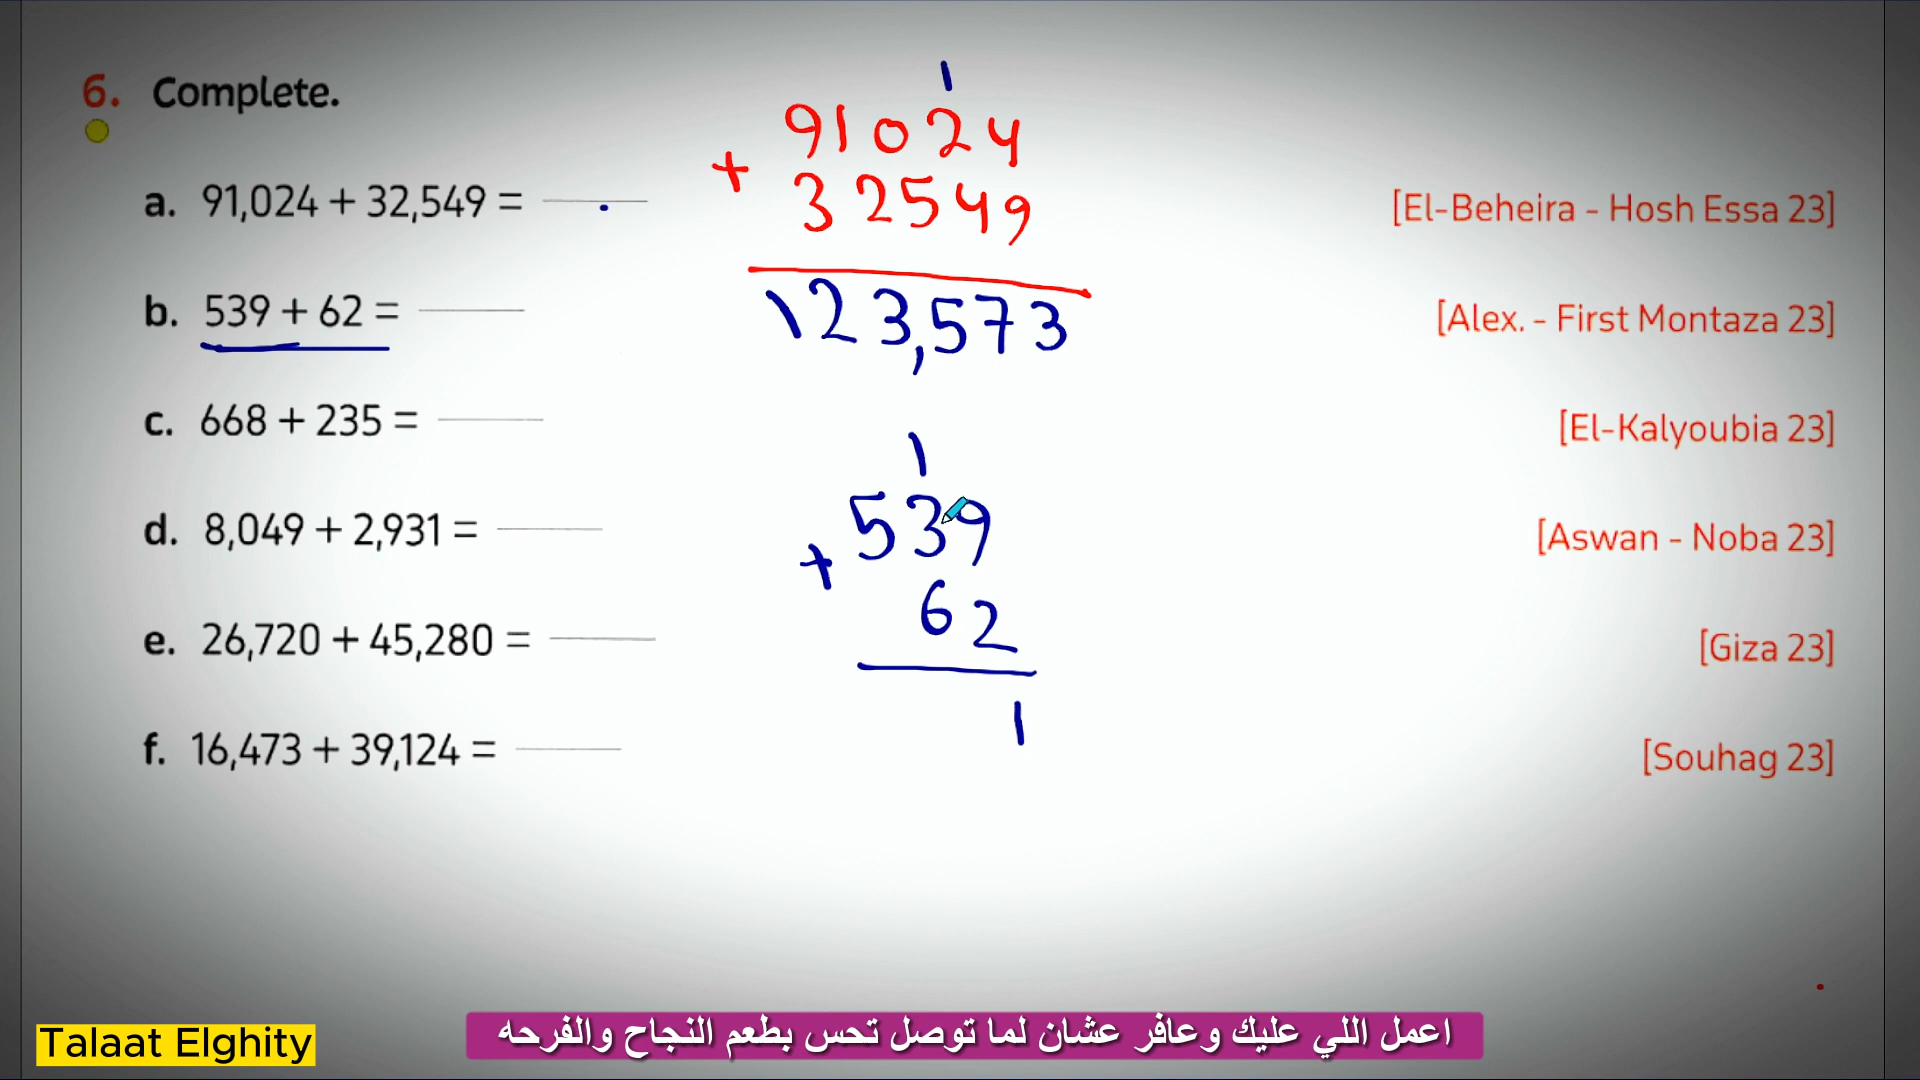 6. Complete.
a. 91,024 + 32,549 =
[El-Beheira - Hosh Essa 23]
b. 539 + 62 =
[Alex. - First Montaza 23]
c. 668 + 235 =
[El-Kalyoubia 23]
d. 8,049 + 2,931 =
[Aswan - Noba 23]
e. 26,720 + 45,280 =
[Giza 23]
f. 16,473 + 39,124 =
[Souhag 23]
1
91024
+
32549
123,573
1
539
+
62
1
Talaat Elghity
اعمل اللي عليك وعافر عشان لما توصل تحس بطعم النجاح والفرحه